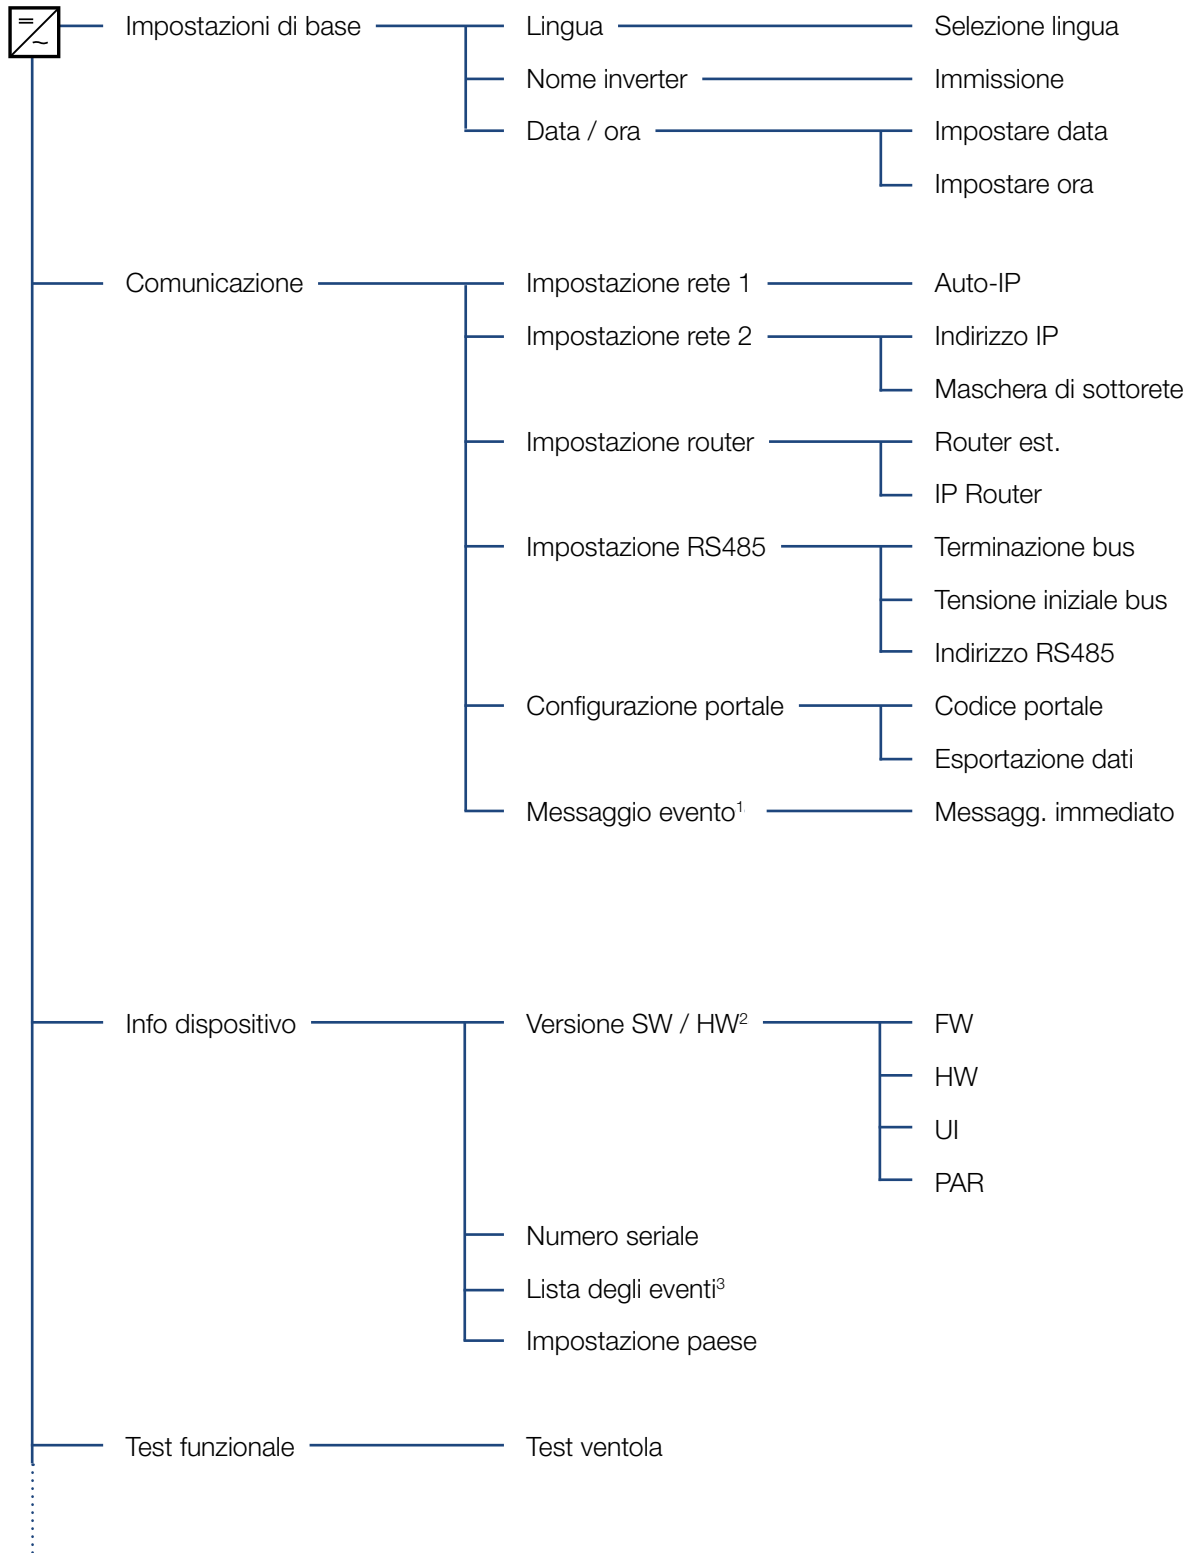 Impostazioni di base Lingua Selezione lingua
Nome inverter Immissione
Data / ora Impostare data
Impostare ora
Comunicazione Impostazione rete 1 Auto-IP
Impostazione rete 2 Indirizzo IP
Maschera di sottorete
Impostazione router Router est.
IP Router
Impostazione RS485 Terminazione bus
Tensione iniziale bus
Indirizzo RS485
Configurazione portale Codice portale
Esportazione dati
Messaggio evento¹ Messagg. immediato
Info dispositivo Versione SW / HW² FW
HW
UI
PAR
Numero seriale
Lista degli eventi³
Impostazione paese
Test funzionale Test ventola